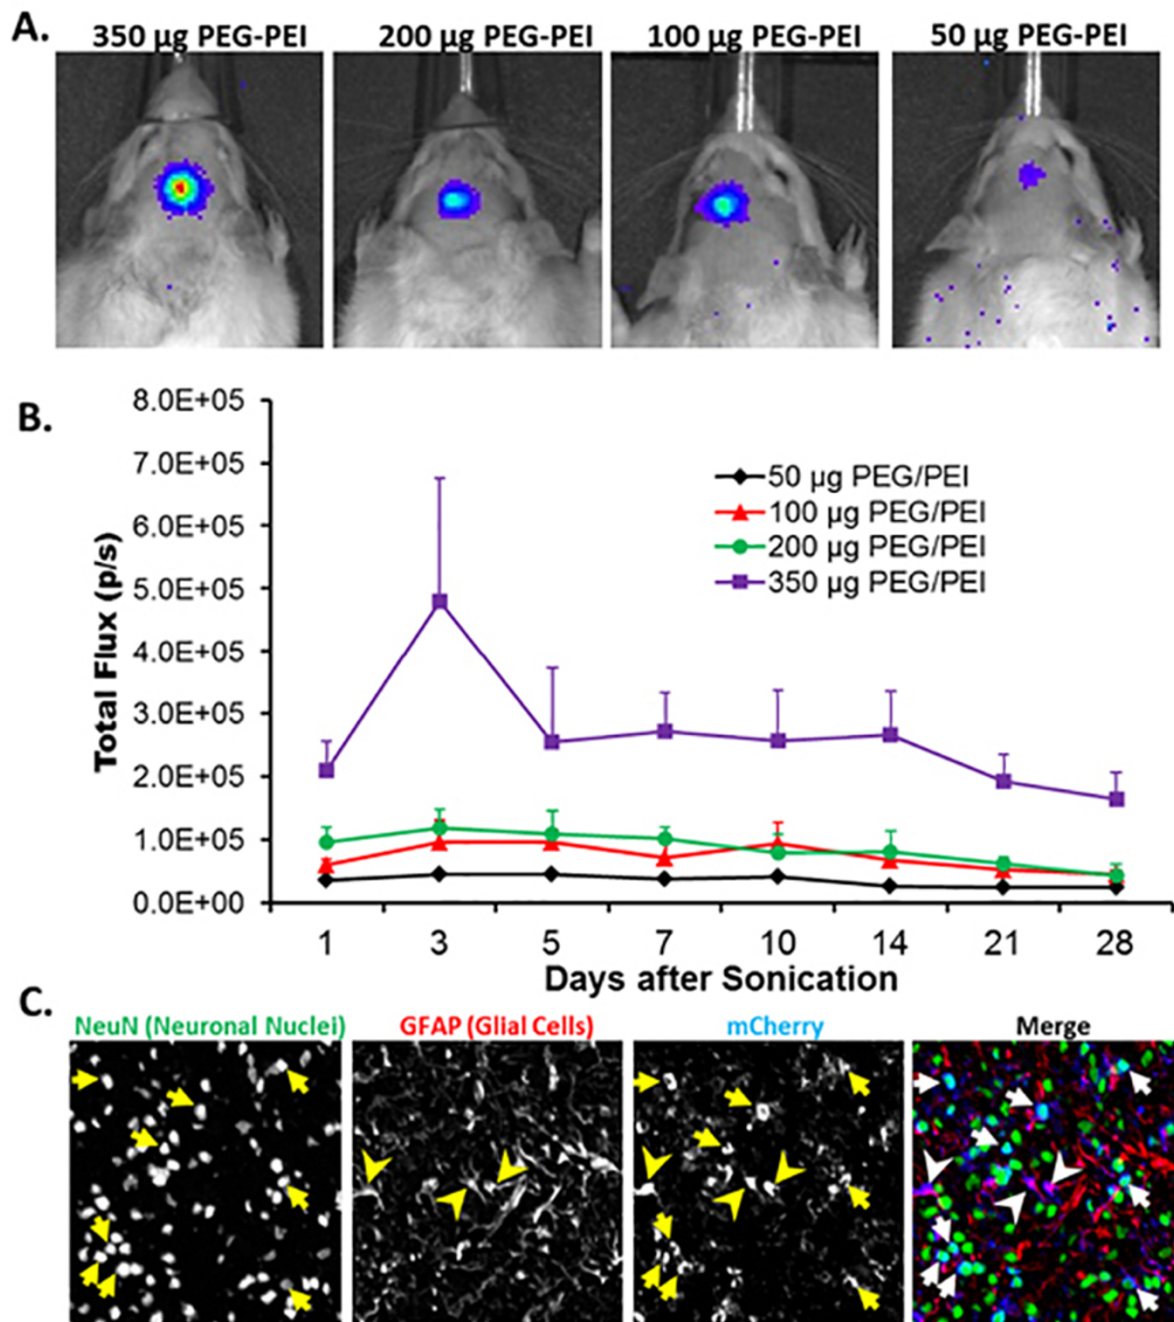 A.
350 µg PEG-PEI 200 µg PEG-PEI 100 µg PEG-PEI 50 µg PEG-PEI
B.
8.0E+05
7.0E+05
6.0E+05
5.0E+05
4.0E+05
3.0E+05
2.0E+05
1.0E+05
0.0E+00
Total Flux (p/s)
50 µg PEG/PEI
100 µg PEG/PEI
200 µg PEG/PEI
350 µg PEG/PEI
1 3 5 7 10 14 21 28
Days after Sonication
C.
NeuN (Neuronal Nuclei) GFAP (Glial Cells) mCherry Merge